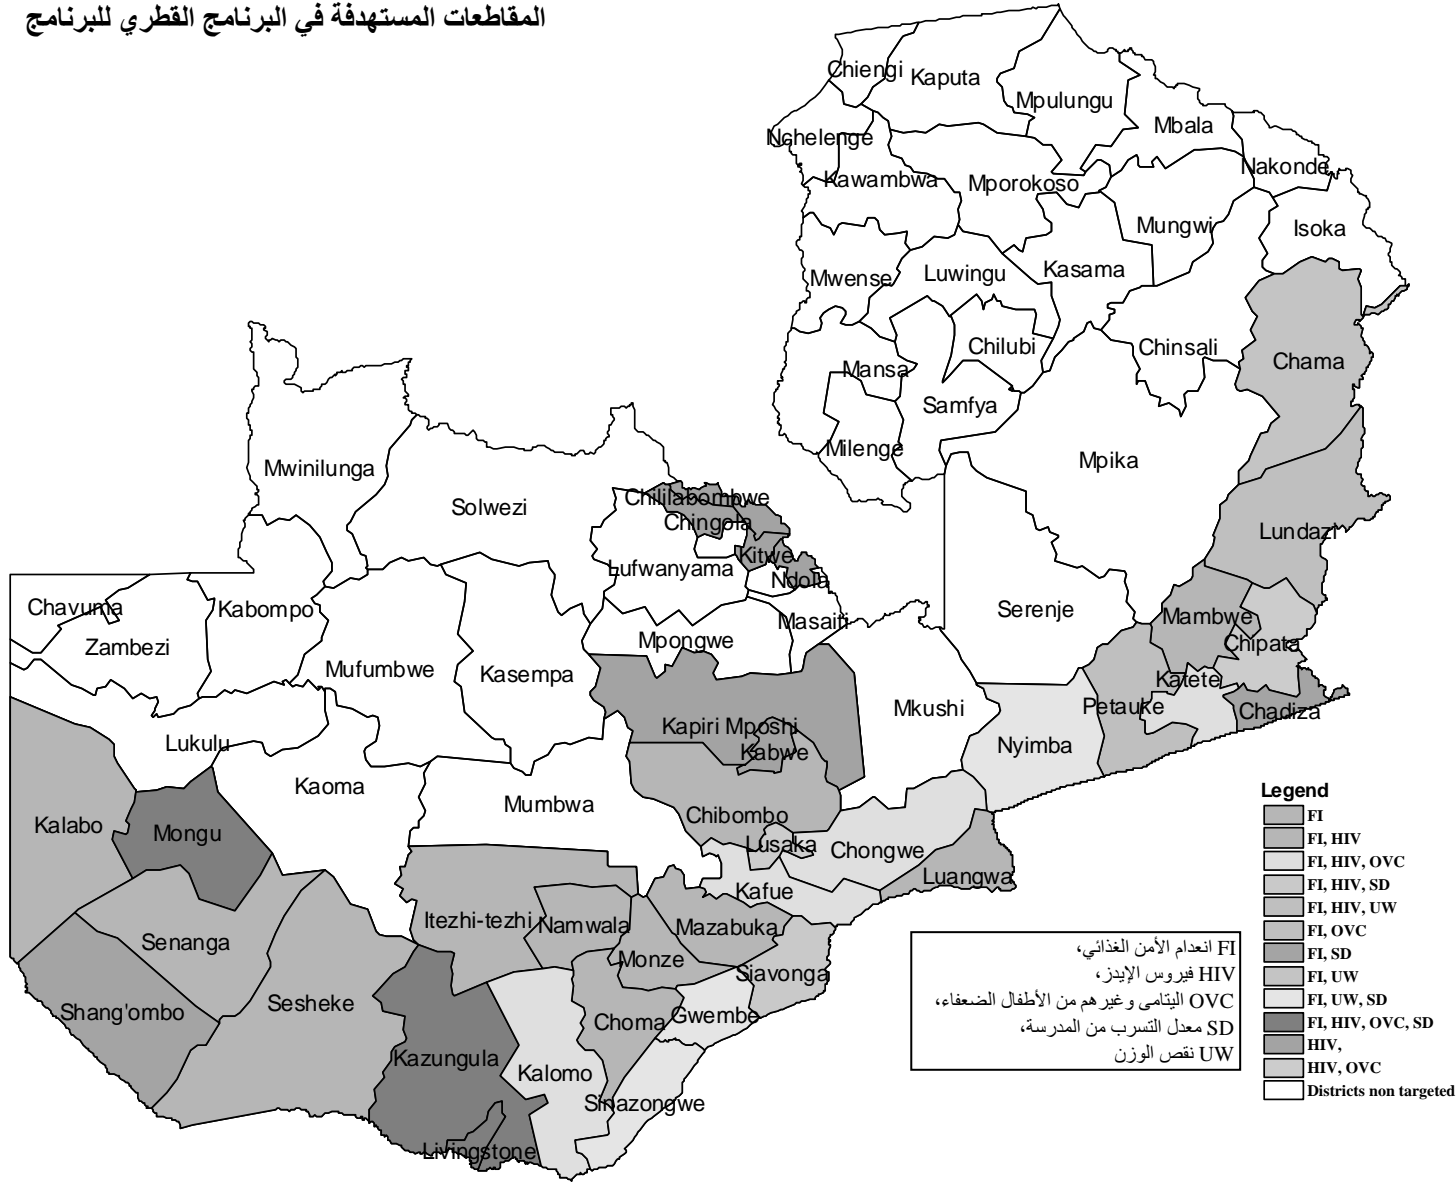 المقاطعات المستهدفة في البرنامج القطري للبرنامج
Chiengi
Kaputa
Mpulungu
Mbala
Nchelenge
Nakonde
Kawambwa
Mporokoso
Mungwi
Isoka
Mwense
Luwingu
Kasama
Chilubi
Chinsali
Chama
Mansa
Samfya
Milenge
Mpika
Mwinilunga
Solwezi
Chililabombwe
Chingola
Kitwe
Lundazi
Lufwanyama
Ndola
Chavuma
Kabompo
Serenje
Mambwe
Masaiti
Zambezi
Mpongwe
Chipata
Mufumbwe
Kasempa
Katete
Mkushi
Petauke
Chadiza
Kapiri Mposhi
Lukulu
Kabwe
Nyimba
Kaoma
Mumbwa
Kalabo
Mongu
Chibombo
Lusaka
Chongwe
Luangwa
Kafue
Itezhi-tezhi
Namwala
Mazabuka
Senanga
Monze
Siavonga
Sesheke
Shang'ombo
Choma
Gwembe
Kazungula
Kalomo
Sinazongwe
Livingstone
Legend
FI
FI, HIV
FI, HIV, OVC
FI, HIV, SD
FI, HIV, UW
FI, OVC
FI, SD
FI, UW
FI, UW, SD
FI, HIV, OVC, SD
HIV,
HIV, OVC
Districts non targeted
FI انعدام الأمن الغذائي،
HIV فيروس الإيدز،
OVC اليتامى وغيرهم من الأطفال الضعفاء،
SD معدل التسرب من المدرسة،
UW نقص الوزن